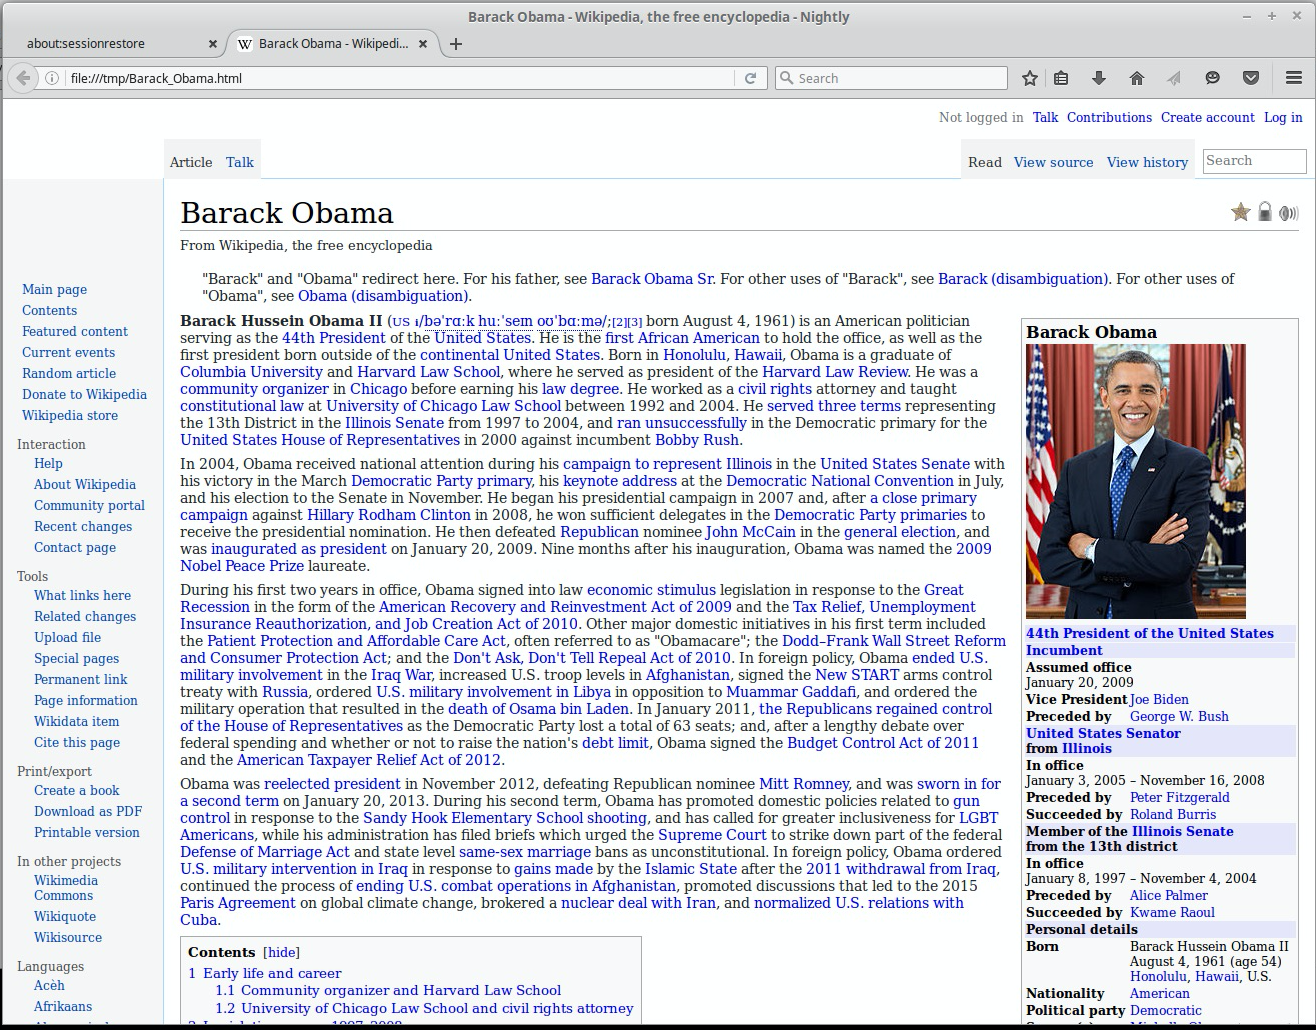 Barack Obama - Wikipedia, the free encyclopedia - Nightly
about:sessionrestore
Barack Obama - Wikipedi...
file:///tmp/Barack_Obama.html
Search
Not logged in Talk Contributions Create account Log in
Article Talk
Read View source View history
Search
Barack Obama
From Wikipedia, the free encyclopedia
"Barack" and "Obama" redirect here. For his father, see Barack Obama Sr. For other uses of "Barack", see Barack (disambiguation). For other uses of
"Obama", see Obama (disambiguation).
Main page
Contents
Featured content
Current events
Random article
Donate to Wikipedia
Wikipedia store
Interaction
Help
About Wikipedia
Community portal
Recent changes
Contact page
Tools
What links here
Related changes
Upload file
Special pages
Permanent link
Page information
Wikidata item
Cite this page
Print/export
Create a book
Download as PDF
Printable version
In other projects
Wikimedia
Commons
Wikiquote
Wikisource
Languages
Acèh
Afrikaans
Barack Hussein Obama II (US /bəˈrɑːk huːˈseɪn oʊˈbɑːmə/;[2][3] born August 4, 1961) is an American politician
serving as the 44th President of the United States. He is the first African American to hold the office, as well as the
first president born outside of the continental United States. Born in Honolulu, Hawaii, Obama is a graduate of
Columbia University and Harvard Law School, where he served as president of the Harvard Law Review. He was a
community organizer in Chicago before earning his law degree. He worked as a civil rights attorney and taught
constitutional law at University of Chicago Law School between 1992 and 2004. He served three terms representing
the 13th District in the Illinois Senate from 1997 to 2004, and ran unsuccessfully in the Democratic primary for the
United States House of Representatives in 2000 against incumbent Bobby Rush.
In 2004, Obama received national attention during his campaign to represent Illinois in the United States Senate with
his victory in the March Democratic Party primary, his keynote address at the Democratic National Convention in July,
and his election to the Senate in November. He began his presidential campaign in 2007 and, after a close primary
campaign against Hillary Rodham Clinton in 2008, he won sufficient delegates in the Democratic Party primaries to
receive the presidential nomination. He then defeated Republican nominee John McCain in the general election, and
was inaugurated as president on January 20, 2009. Nine months after his inauguration, Obama was named the 2009
Nobel Peace Prize laureate.
During his first two years in office, Obama signed into law economic stimulus legislation in response to the Great
Recession in the form of the American Recovery and Reinvestment Act of 2009 and the Tax Relief, Unemployment
Insurance Reauthorization, and Job Creation Act of 2010. Other major domestic initiatives in his first term included
the Patient Protection and Affordable Care Act, often referred to as "Obamacare"; the Dodd–Frank Wall Street Reform
and Consumer Protection Act; and the Don't Ask, Don't Tell Repeal Act of 2010. In foreign policy, Obama ended U.S.
military involvement in the Iraq War, increased U.S. troop levels in Afghanistan, signed the New START arms control
treaty with Russia, ordered U.S. military involvement in Libya in opposition to Muammar Gaddafi, and ordered the
military operation that resulted in the death of Osama bin Laden. In January 2011, the Republicans regained control
of the House of Representatives as the Democratic Party lost a total of 63 seats; and, after a lengthy debate over
federal spending and whether or not to raise the nation's debt limit, Obama signed the Budget Control Act of 2011
and the American Taxpayer Relief Act of 2012.
Obama was reelected president in November 2012, defeating Republican nominee Mitt Romney, and was sworn in for
a second term on January 20, 2013. During his second term, Obama has promoted domestic policies related to gun
control in response to the Sandy Hook Elementary School shooting, and has called for greater inclusiveness for LGBT
Americans, while his administration has filed briefs which urged the Supreme Court to strike down part of the federal
Defense of Marriage Act and state level same-sex marriage bans as unconstitutional. In foreign policy, Obama ordered
U.S. military intervention in Iraq in response to gains made by the Islamic State after the 2011 withdrawal from Iraq,
continued the process of ending U.S. combat operations in Afghanistan, promoted discussions that led to the 2015
Paris Agreement on global climate change, brokered a nuclear deal with Iran, and normalized U.S. relations with
Cuba.
Contents [hide]
1 Early life and career
1.1 Community organizer and Harvard Law School
1.2 University of Chicago Law School and civil rights attorney
Barack Obama
44th President of the United States
Incumbent
Assumed office
January 20, 2009
Vice President Joe Biden
Preceded by George W. Bush
United States Senator
from Illinois
In office
January 3, 2005 – November 16, 2008
Preceded by Peter Fitzgerald
Succeeded by Roland Burris
Member of the Illinois Senate
from the 13th district
In office
January 8, 1997 – November 4, 2004
Preceded by Alice Palmer
Succeeded by Kwame Raoul
Personal details
Born Barack Hussein Obama II
August 4, 1961 (age 54)
Honolulu, Hawaii, U.S.
Nationality American
Political party Democratic